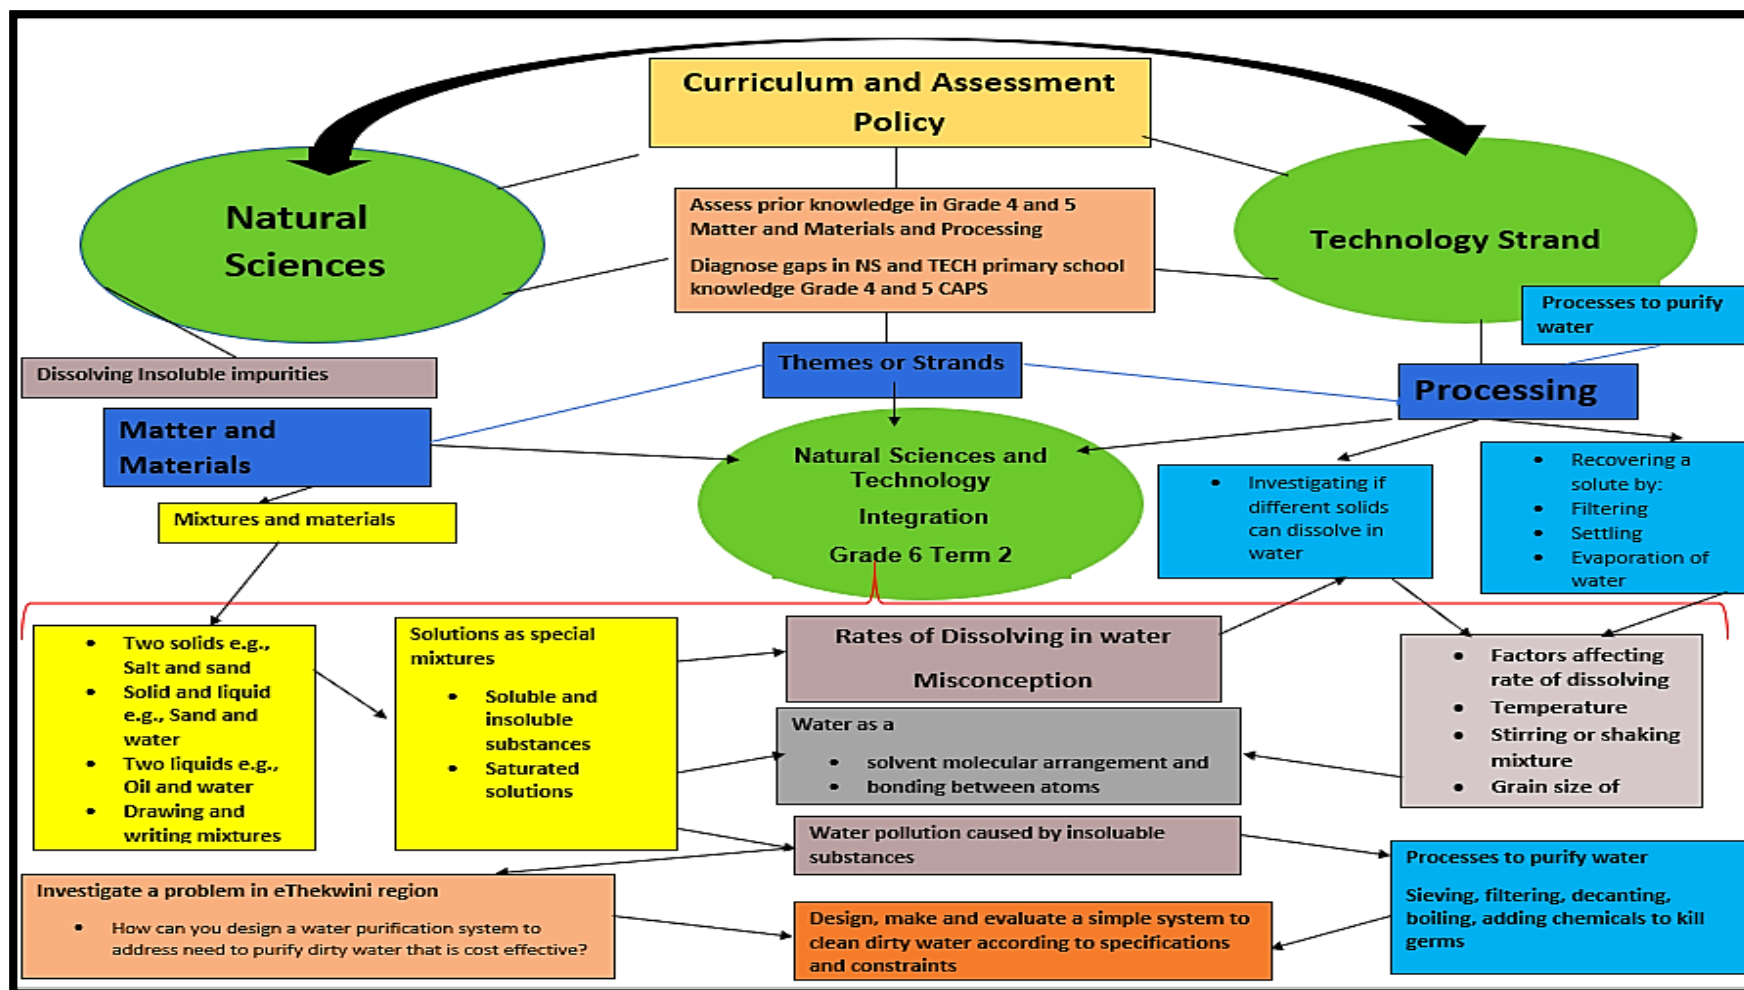 Curriculum and Assessment
Policy
Natural
Sciences
Assess prior knowledge in Grade 4 and 5
Matter and Materials and Processing
Diagnose gaps in NS and TECH primary school
knowledge Grade 4 and 5 CAPS
Technology Strand
Processes to purify
water
Dissolving Insoluble impurities
Themes or Strands
Processing
Matter and
Materials
Natural Sciences and
Technology
Integration
Grade 6 Term 2
Mixtures and materials
• Investigating if
different solids
can dissolve in
water
• Recovering a
solute by:
• Filtering
• Settling
• Evaporation of
water
• Two solids e.g.,
Salt and sand
• Solid and liquid
e.g., Sand and
water
• Two liquids e.g.,
Oil and water
• Drawing and
writing mixtures
Solutions as special
mixtures
• Soluble and
insoluble
substances
• Saturated
solutions
Rates of Dissolving in water
Misconception
Water as a
• solvent molecular arrangement and
• bonding between atoms
• Factors affecting
rate of dissolving
• Temperature
• Stirring or shaking
mixture
• Grain size of
Water pollution caused by insoluable
substances
Processes to purify water
Sieving, filtering, decanting,
boiling, adding chemicals to kill
germs
Investigate a problem in eThekwini region
• How can you design a water purification system to
address need to purify dirty water that is cost effective?
Design, make and evaluate a simple system to
clean dirty water according to specifications
and constraints